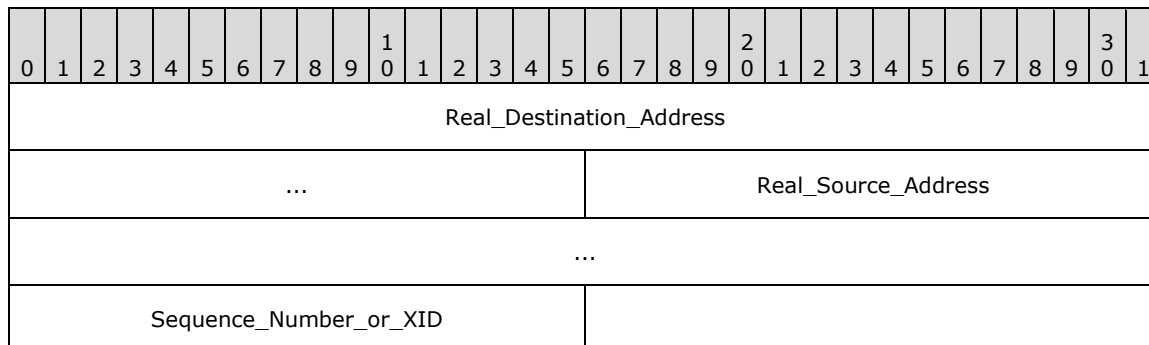 1 2 3
0 1 2 3 4 5 6 7 8 9 0 1 2 3 4 5 6 7 8 9 0 1 2 3 4 5 6 7 8 9 0 1
Real_Destination_Address
... Real_Source_Address
...
Sequence_Number_or_XID